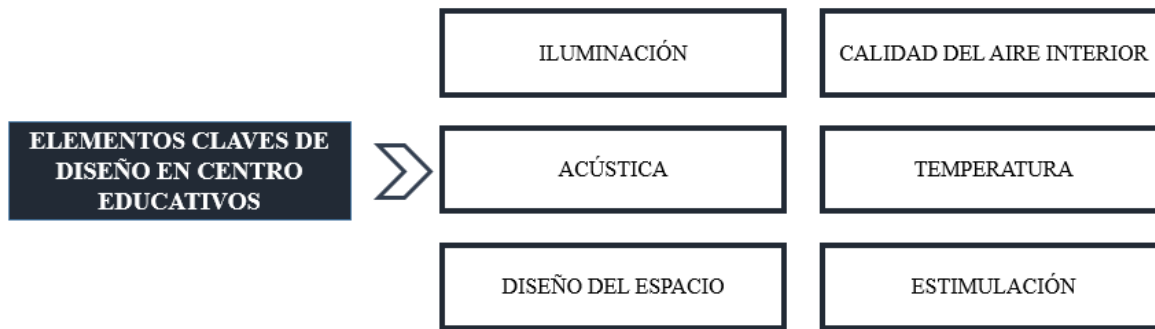 ELEMENTOS CLAVES DE
DISEÑO EN CENTRO
EDUCATIVOS
ILUMINACIÓN
CALIDAD DEL AIRE INTERIOR
ACÚSTICA
TEMPERATURA
DISEÑO DEL ESPACIO
ESTIMULACIÓN